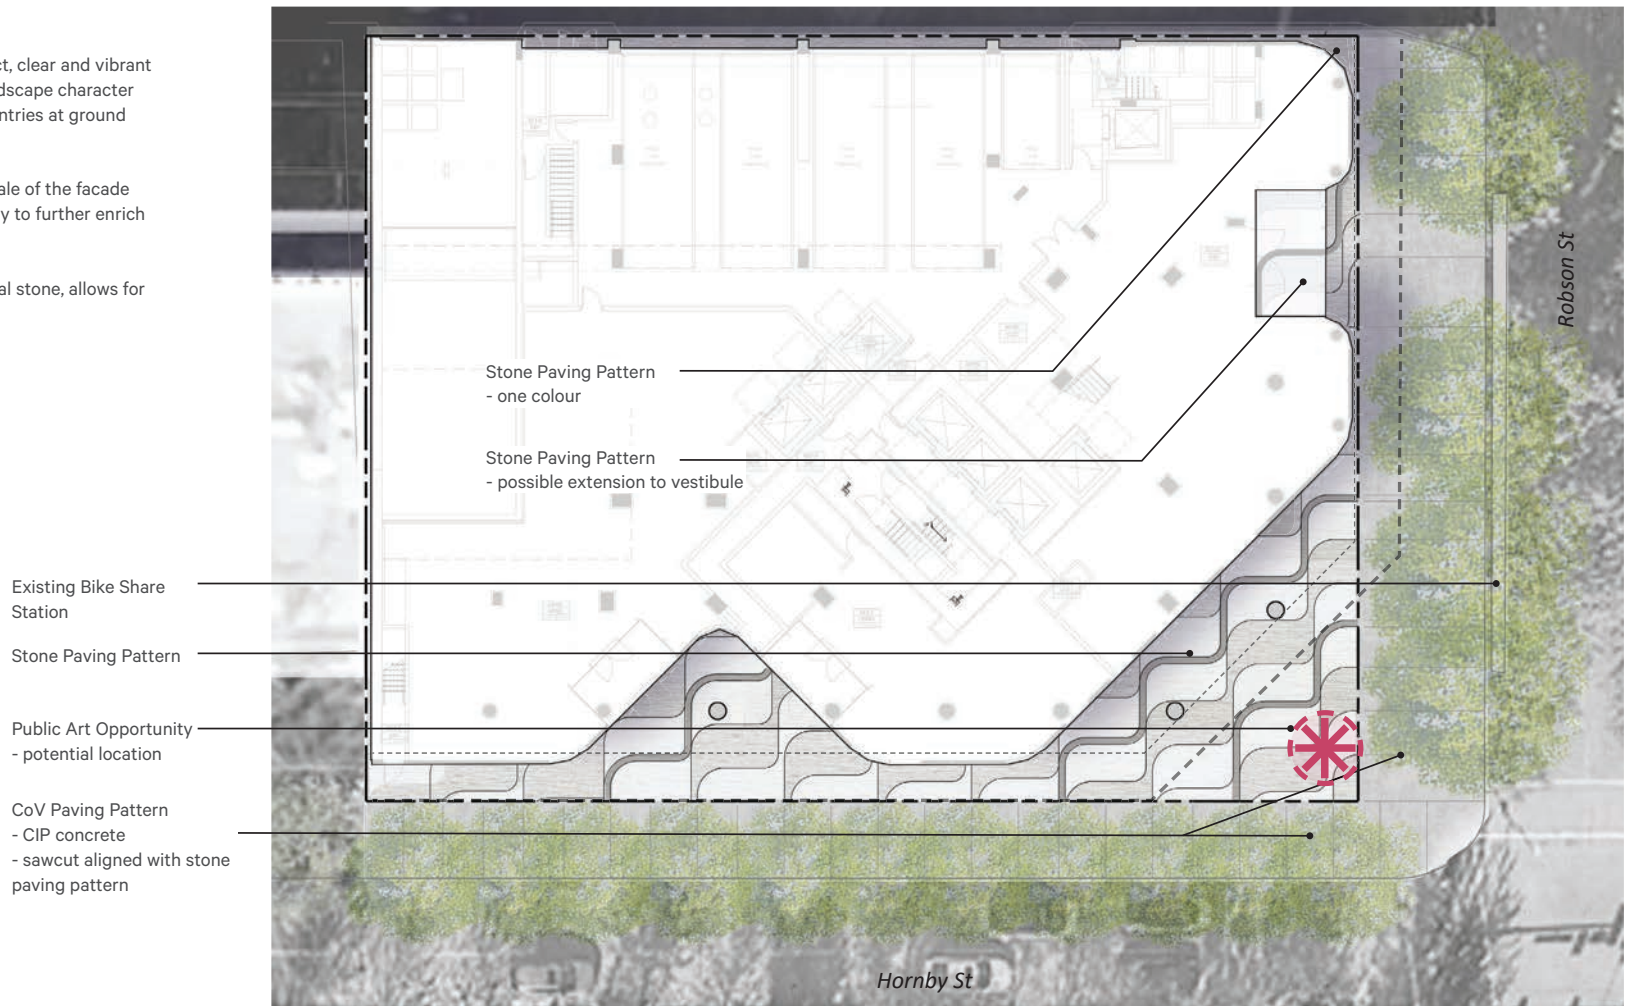 ct, clear and vibrant
dscape character
ntries at ground
ale of the facade
y to further enrich
al stone, allows for
Stone Paving Pattern
- one colour
Stone Paving Pattern
- possible extension to vestibule
Existing Bike Share
Station
Stone Paving Pattern
Public Art Opportunity
- potential location
CoV Paving Pattern
- CIP concrete
- sawcut aligned with stone
paving pattern
Robson St
Hornby St